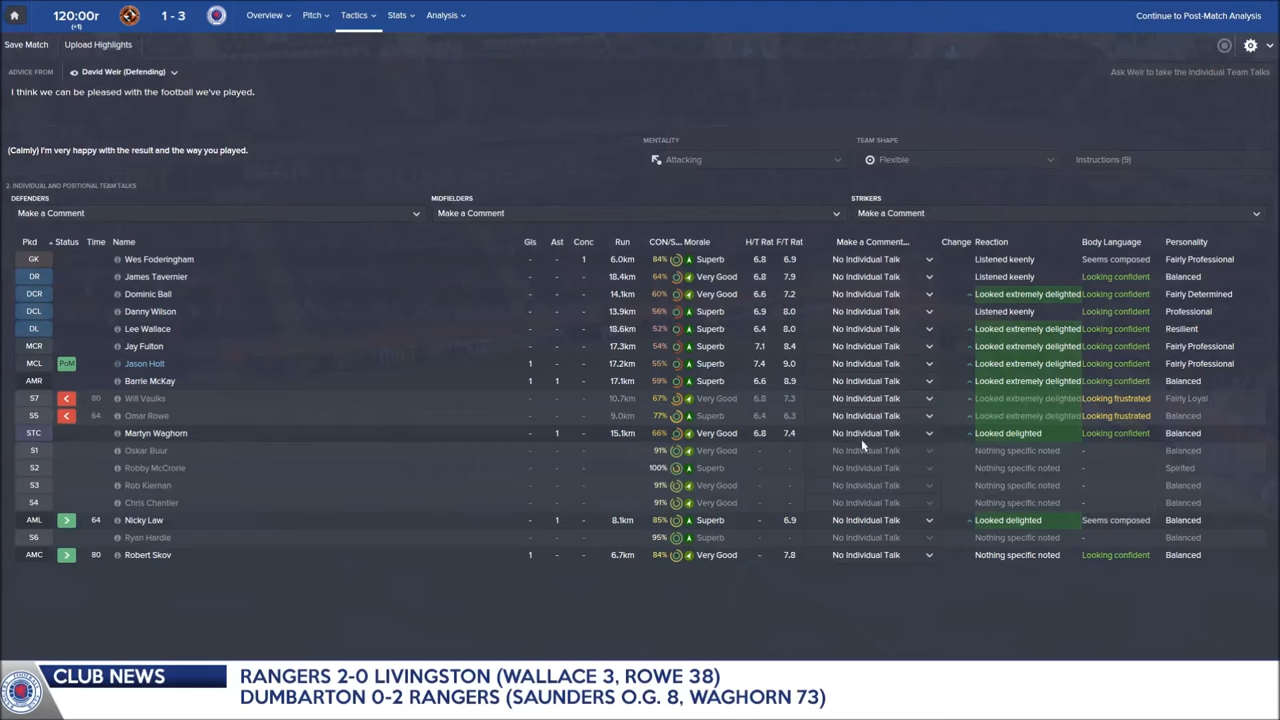 120:00r 1 - 3 Overview Pitch Tactics Stats Analysis Continue to Post-Match Analysis
(+1)
Save Match Upload Highlights
ADVICE FROM David Weir (Defending) Ask Weir to take the Individual Team Talks
I think we can be pleased with the football we've played.
MENTALITY TEAM SHAPE
(Calmly) I'm very happy with the result and the way you played.
Attacking Flexible Instructions (9)
2. INDIVIDUAL AND POSITIONAL TEAM TALKS
DEFENDERS MIDFIELDERS STRIKERS
Make a Comment Make a Comment Make a Comment
Pkd Status Time Name Gls Ast Conc Run CON/S... Morale H/T Rat F/T Rat Make a Comment... Change Reaction Body Language Personality
GK Wes Foderingham - - 1 6.0km 84% Superb 6.8 6.9 No Individual Talk Listened keenly Seems composed Fairly Professional
DR James Tavernier - - - 18.4km 64% Very Good 6.8 7.9 No Individual Talk Listened keenly Looking confident Balanced
DCR Dominic Ball - - - 14.1km 60% Very Good 6.6 7.2 No Individual Talk Looked extremely delighted Looking confident Fairly Determined
DCL Danny Wilson - - - 13.9km 56% Superb 6.9 8.0 No Individual Talk Listened keenly Looking confident Professional
DL Lee Wallace - - - 18.6km 52% Superb 6.4 8.0 No Individual Talk Looked extremely delighted Looking confident Resilient
MCR Jay Fulton - - - 17.3km 54% Superb 7.1 8.4 No Individual Talk Looked extremely delighted Looking confident Fairly Professional
MCL PoM Jason Holt 1 - - 17.2km 55% Superb 7.4 9.0 No Individual Talk Looked extremely delighted Looking confident Fairly Professional
AMR Barrie McKay 1 1 - 17.1km 59% Superb 6.6 8.9 No Individual Talk Looked extremely delighted Looking confident Balanced
S7 80 Will Vaulks - - - 10.7km 67% Very Good 6.8 7.3 No Individual Talk Looked extremely delighted Looking frustrated Fairly Loyal
S5 64 Omar Rowe - - - 9.0km 77% Superb 6.4 6.3 No Individual Talk Looked extremely delighted Looking frustrated Balanced
STC Martyn Waghorn - 1 - 15.1km 66% Very Good 6.8 7.4 No Individual Talk Looked delighted Looking confident Balanced
S1 Oskar Buur 91% Very Good No Individual Talk Nothing specific noted - Balanced
S2 Robby McCrorie 100% Superb No Individual Talk Nothing specific noted - Spirited
S3 Rob Kiernan 91% Very Good No Individual Talk Nothing specific noted - Balanced
S4 Chris Chantler 91% Very Good No Individual Talk Nothing specific noted - Balanced
AML 64 Nicky Law - 1 - 8.1km 85% Superb - 6.9 No Individual Talk Looked delighted Seems composed Balanced
S6 Ryan Hardie 95% Superb No Individual Talk Nothing specific noted - Balanced
AMC 80 Robert Skov 1 - - 6.7km 84% Very Good - 7.8 No Individual Talk Nothing specific noted Looking confident Balanced
CLUB NEWS RANGERS 2-0 LIVINGSTON (WALLACE 3, ROWE 38)
DUMBARTON 0-2 RANGERS (SAUNDERS O.G. 8, WAGHORN 73)